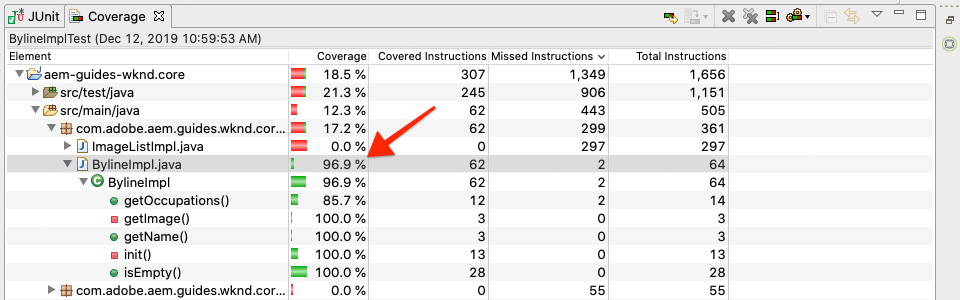 JUnit Coverage
BylineImplTest (Dec 12, 2019 10:59:53 AM)
Element Coverage Covered Instructions Missed Instructions Total Instructions
aem-guides-wknd.core 18.5 % 307 1,349 1,656
src/test/java 21.3 % 245 906 1,151
src/main/java 12.3 % 62 443 505
com.adobe.aem.guides.wknd.cor... 17.2 % 62 299 361
ImageListImpl.java 0.0 % 0 297 297
BylineImpl.java 96.9 % 62 2 64
BylineImpl 96.9 % 62 2 64
getOccupations() 85.7 % 12 2 14
getImage() 100.0 % 3 0 3
getName() 100.0 % 3 0 3
init() 100.0 % 13 0 13
isEmpty() 100.0 % 28 0 28
com.adobe.aem.guides.wknd.cor... 0.0 % 0 55 55